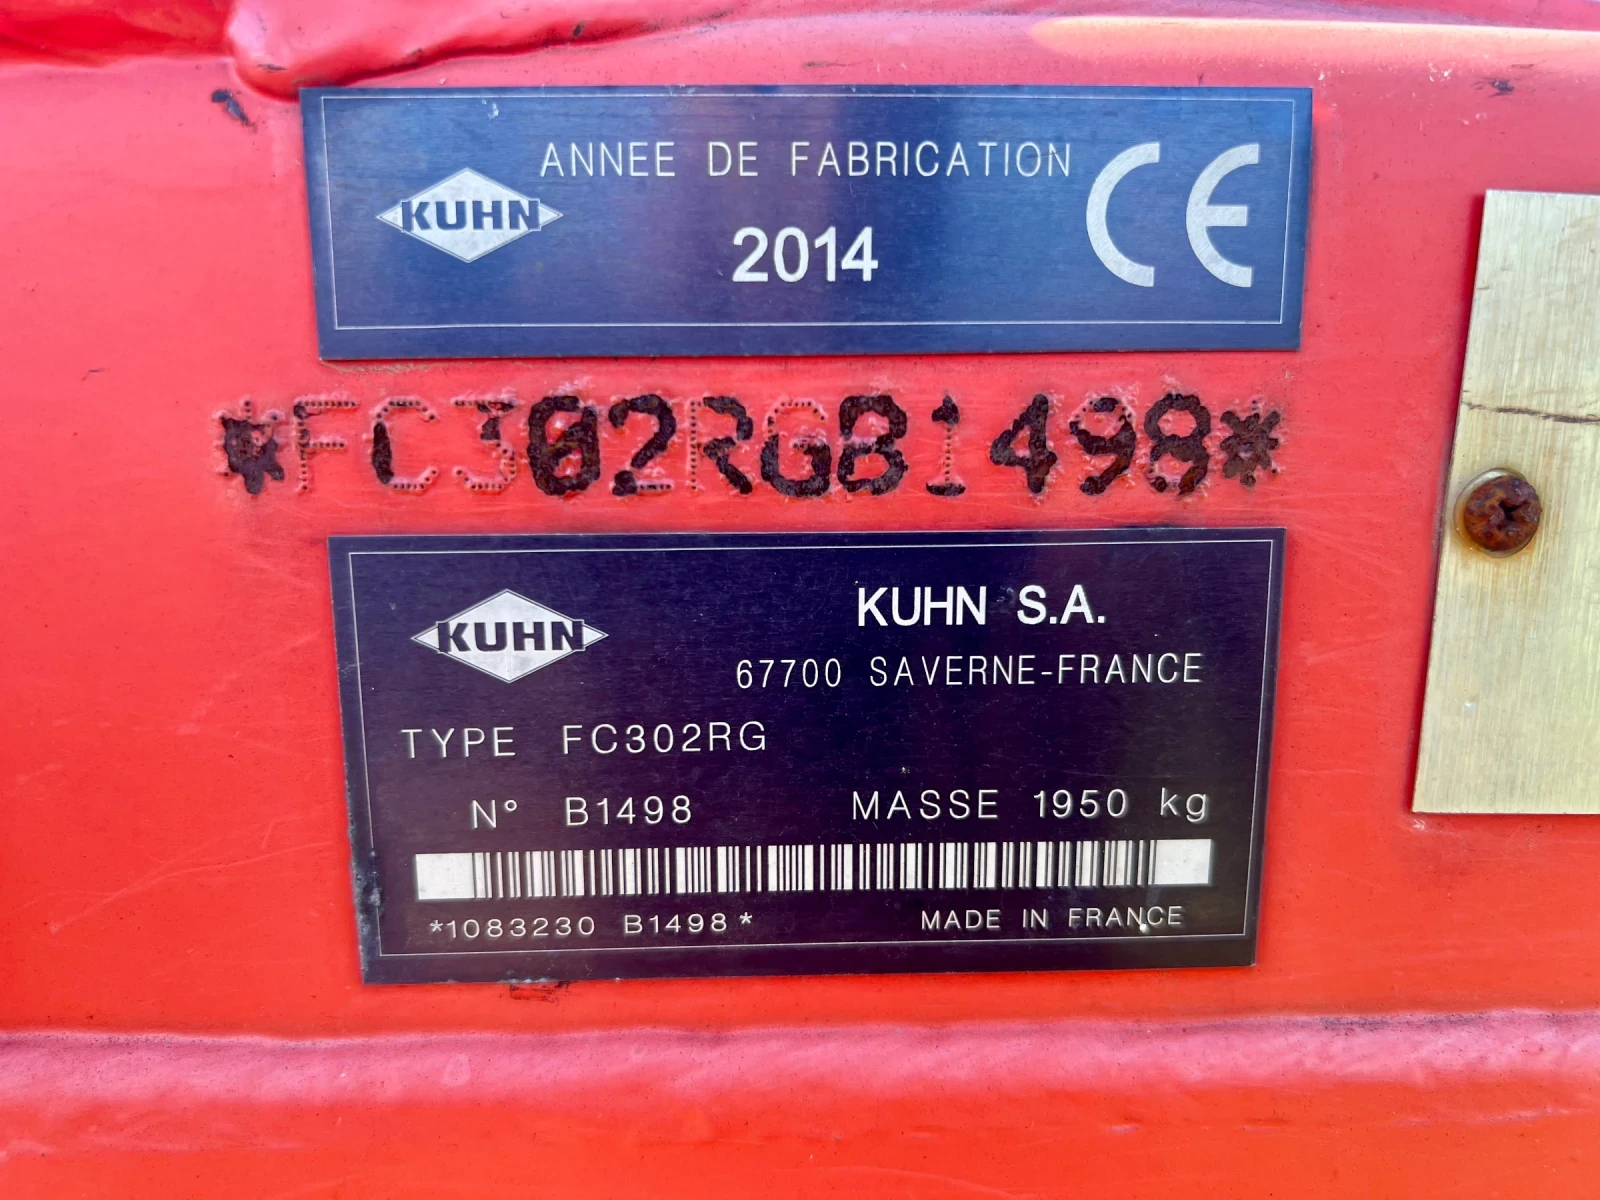 ANNEE DE FABRICATION
KUHN
2014
CE
*FC302RGB1498*
KUHN
KUHN S.A.
67700 SAVERNE-FRANCE
TYPE FC302RG
N° B1498 MASSE 1950 kg
*1083230 B1498* MADE IN FRANCE